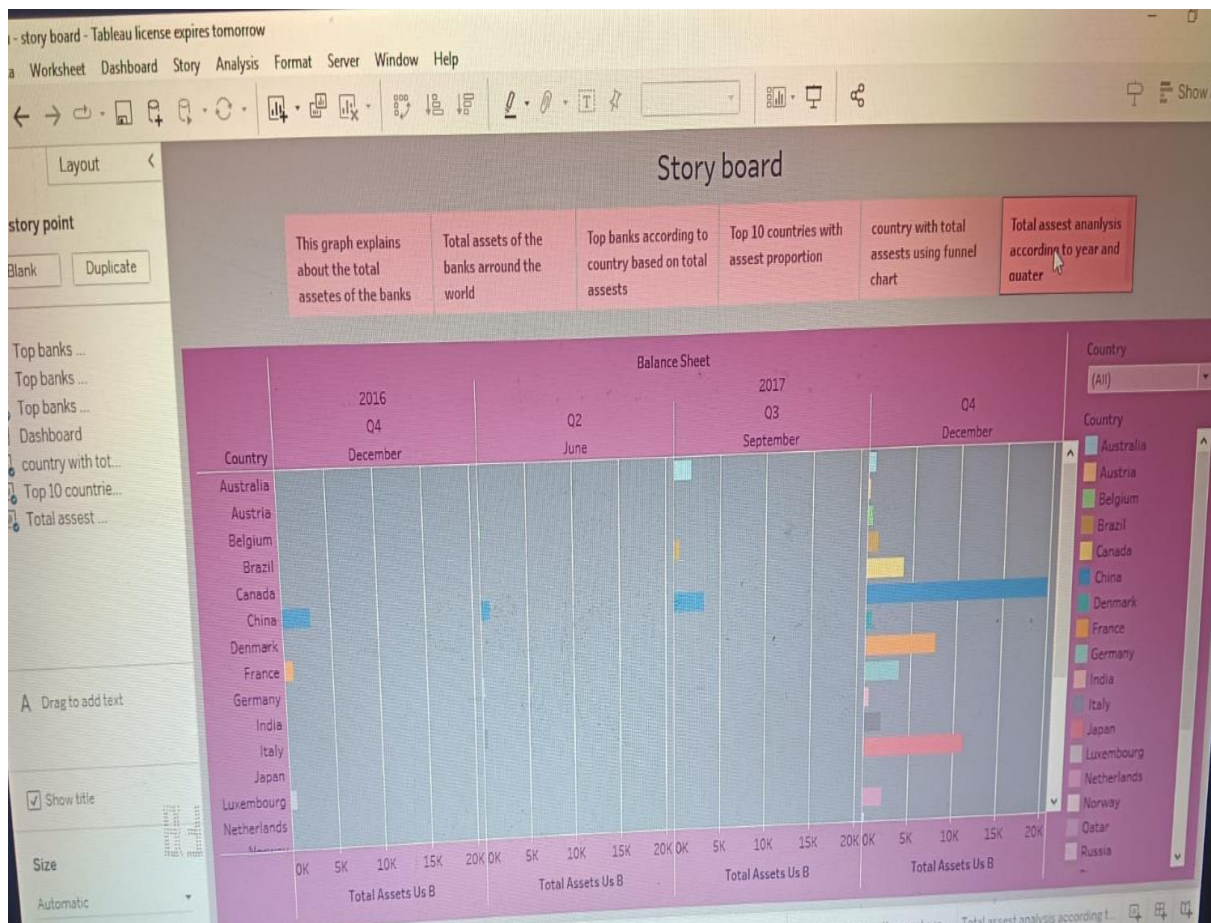 - story board - Tableau license expires tomorrow
Worksheet Dashboard Story Analysis Format Server Window Help
Show
Layout
story point
Blank
Duplicate
Top banks ...
Top banks ...
Top banks ...
Dashboard
country with tot...
Top 10 countrie...
Total assest ...
A Drag to add text
Show title
Size
Automatic
Story board
This graph explains
about the total
assetes of the banks
Total assets of the
banks arround the
world
Top banks according to
country based on total
assests
Top 10 countries with
assest proportion
country with total
assests using funnel
chart
Total assest ananlysis
according to year and
quater
Balance Sheet
2016
2017
Q4
Q2
Q3
Q4
Country
December
June
September
December
Australia
Austria
Belgium
Brazil
Canada
China
Denmark
France
Germany
India
Italy
Japan
Luxembourg
Netherlands
Norway
0K 5K 10K 15K 20K 0K 5K 10K 15K 20K 0K 5K 10K 15K 20K 0K 5K 10K 15K 20K
Total Assets Us B
Total Assets Us B
Total Assets Us B
Total Assets Us B
Country
(All)
Country
Australia
Austria
Belgium
Brazil
Canada
China
Denmark
France
Germany
India
Italy
Japan
Luxembourg
Netherlands
Norway
Qatar
Russia
Total assest analysis according t...